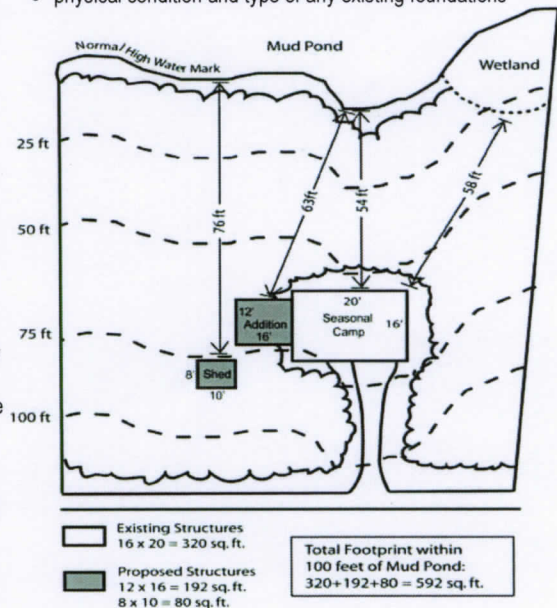 physical condition and type of any existing foundations
Mud Pond
Normal High Water Mark
Wetland
25 ft
50 ft
75 ft
100 ft
76 ft
63 ft
54 ft
58 ft
12' Addition
16'
20'
Seasonal
Camp
16'
8' Shed
10'
e
Existing Structures
16 x 20 = 320 sq. ft.
Proposed Structures
12 x 16 = 192 sq. ft.
8 x 10 = 80 sq. ft.
Total Footprint within
100 feet of Mud Pond:
320+192+80 = 592 sq. ft.